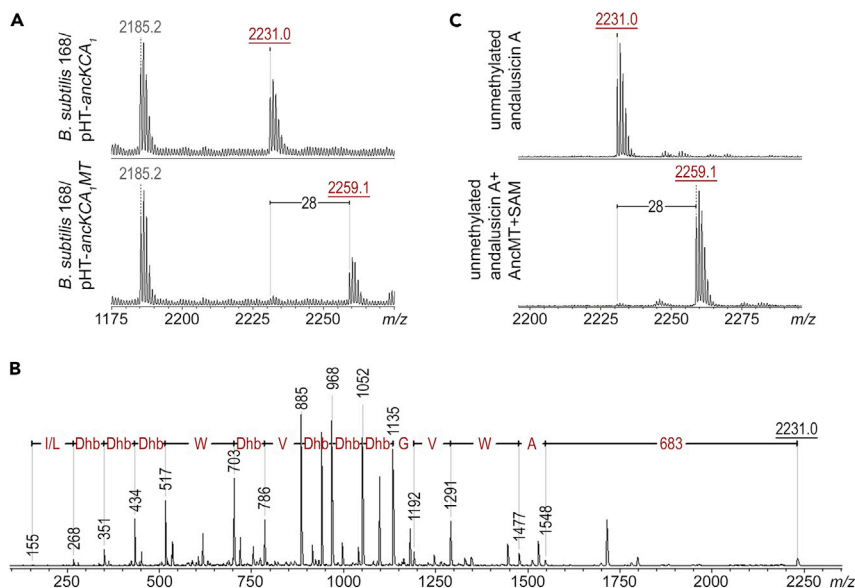 A
2185.2
2231.0
B. subtilis 168/
pHT-ancKCA1
2185.2
2259.1
28
B. subtilis 168/
pHT-ancKCA1MT
1175 2200 2225 2250 m/z
C
2231.0
unmethylated
andalusicin A
2259.1
28
unmethylated
andalusicin A+
AncMT+SAM
2200 2225 2250 2275 m/z
B
885 968 1052 1135 2231.0
I/L Dhb Dhb Dhb W Dhb V Dhb Dhb Dhb G V W A 683
155 268 351 434 517 703 786 1192 1291 1477 1548
250 500 750 1000 1250 1500 1750 2000 2250 m/z